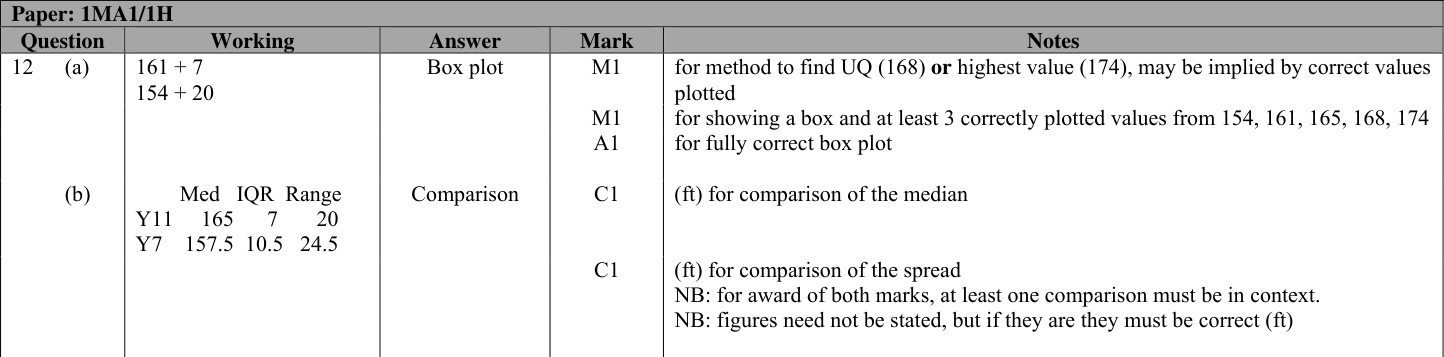 Paper: 1MA1/1H
Question Working Answer Mark Notes
12 (a) 161 + 7 Box plot M1 for method to find UQ (168) or highest value (174), may be implied by correct values
154 + 20 plotted
M1 for showing a box and at least 3 correctly plotted values from 154, 161, 165, 168, 174
A1 for fully correct box plot
(b) Med IQR Range Comparison C1 (ft) for comparison of the median
Y11 165 7 20
Y7 157.5 10.5 24.5
C1 (ft) for comparison of the spread
NB: for award of both marks, at least one comparison must be in context.
NB: figures need not be stated, but if they are they must be correct (ft)